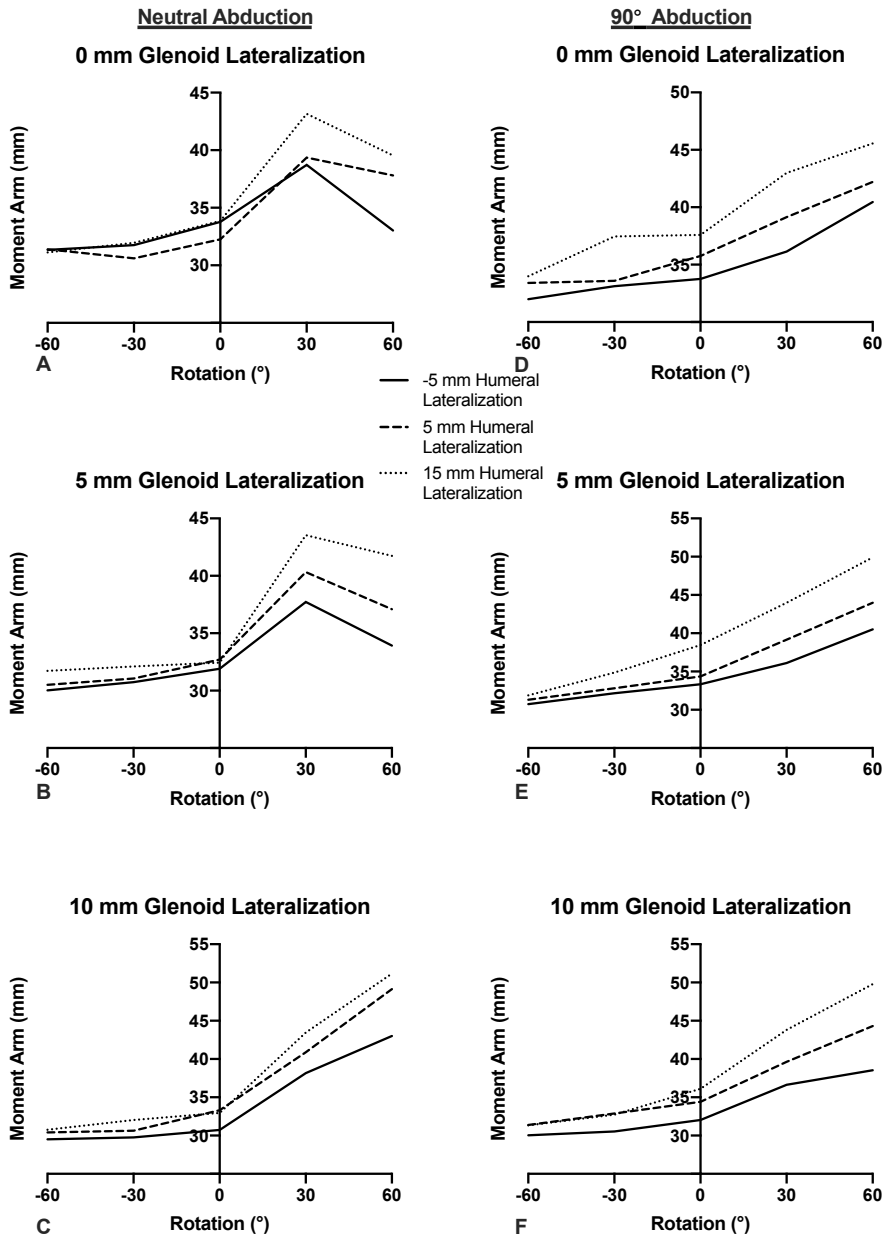 Neutral Abduction
0 mm Glenoid Lateralization
Moment Arm (mm)
45
40
35
30
-60 -30 0 30 60
Rotation (°)
A
90° Abduction
0 mm Glenoid Lateralization
Moment Arm (mm)
50
45
40
35
-60 -30 0 30 60
Rotation (°)
D
-5 mm Humeral
Lateralization
5 mm Humeral
Lateralization
15 mm Humeral
Lateralization
5 mm Glenoid Lateralization
Moment Arm (mm)
45
40
35
30
-60 -30 0 30 60
Rotation (°)
B
5 mm Glenoid Lateralization
Moment Arm (mm)
55
50
45
40
35
30
-60 -30 0 30 60
Rotation (°)
E
10 mm Glenoid Lateralization
Moment Arm (mm)
55
50
45
40
35
30
-60 -30 0 30 60
Rotation (°)
C
10 mm Glenoid Lateralization
Moment Arm (mm)
55
50
45
40
35
30
-60 -30 0 30 60
Rotation (°)
F